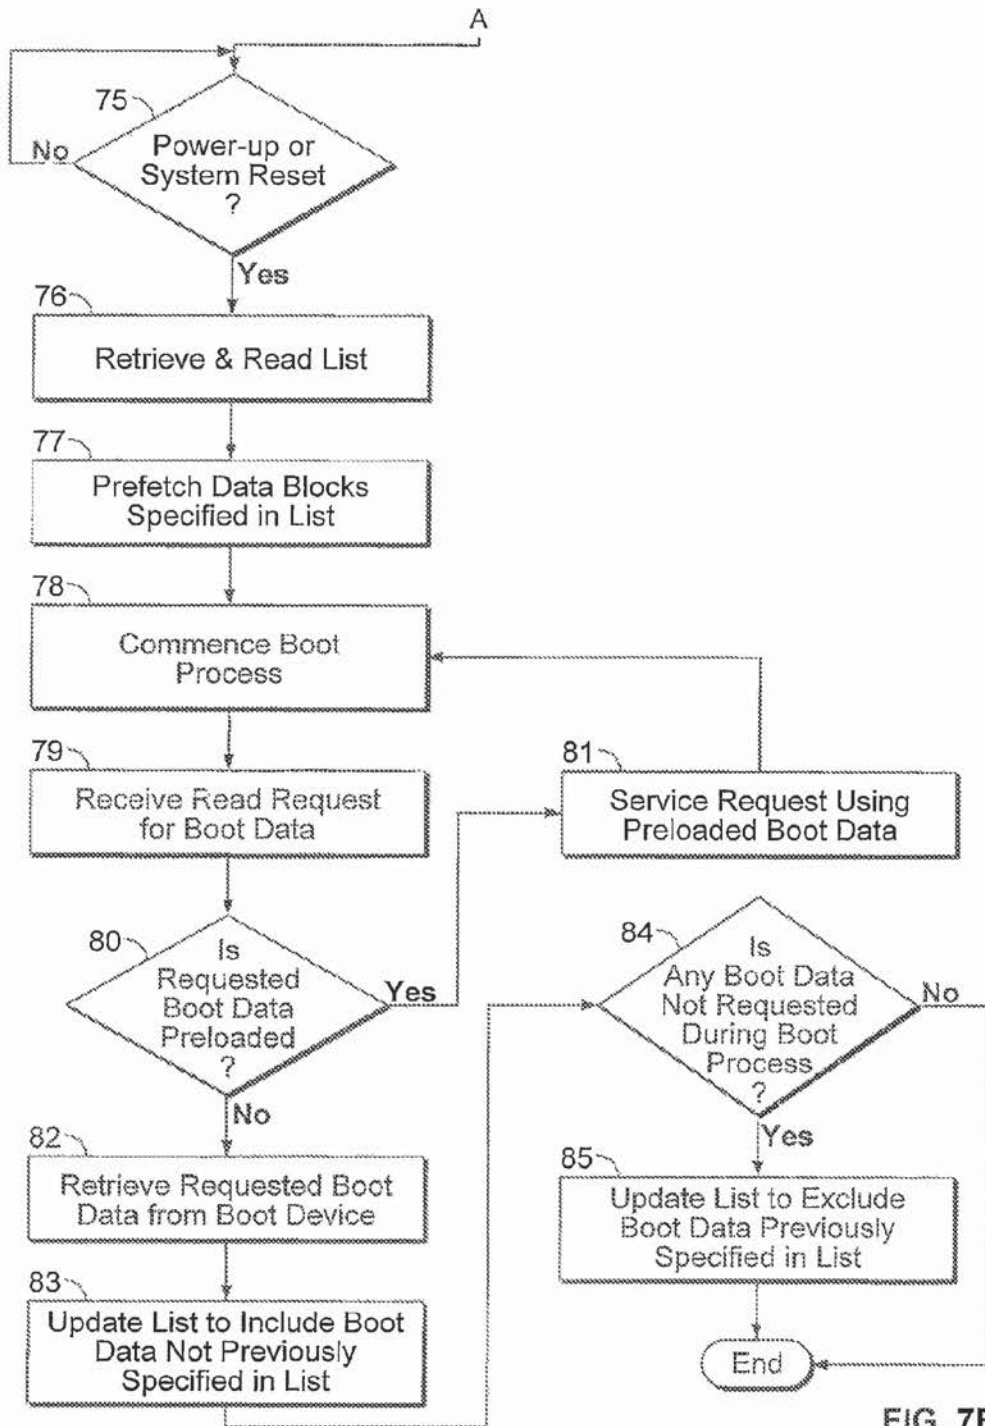 A
75
No
Power-up or
System Reset
?
Yes
76
Retrieve & Read List
77
Prefetch Data Blocks
Specified in List
78
Commence Boot
Process
79
Receive Read Request
for Boot Data
81
Service Request Using
Preloaded Boot Data
80
Is
Requested
Boot Data
Preloaded
?
Yes
No
84
Is
Any Boot Data
Not Requested
During Boot
Process
?
No
Yes
82
Retrieve Requested Boot
Data from Boot Device
83
Update List to Include Boot
Data Not Previously
Specified in List
85
Update List to Exclude
Boot Data Previously
Specified in List
End
FIG.